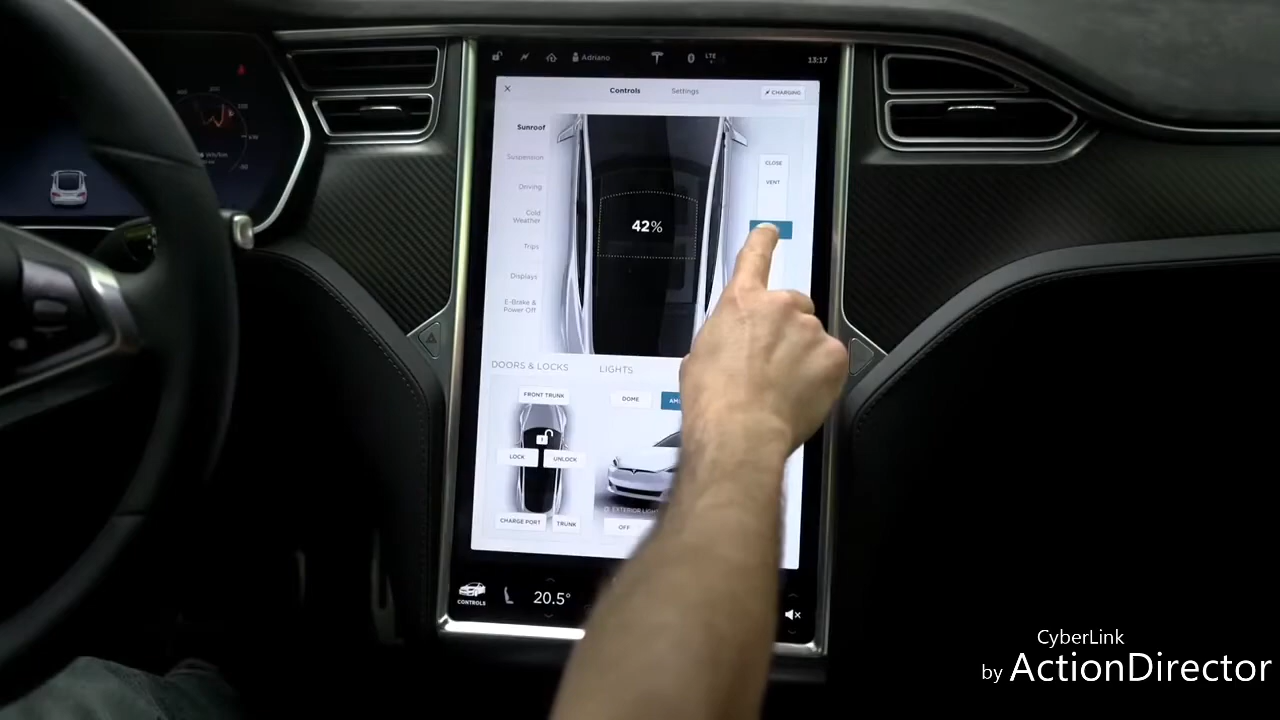 Adriano
LTE
13:17
Controls
Settings
CHARGING
Sunroof
Suspension
Driving
Cold
Weather
Trips
Displays
E-Brake &
Power Off
CLOSE
VENT
42%
DOORS & LOCKS
LIGHTS
FRONT TRUNK
LOCK
UNLOCK
CHARGE PORT
TRUNK
DOME
OFF
CONTROLS
20.5°
CyberLink
by ActionDirector